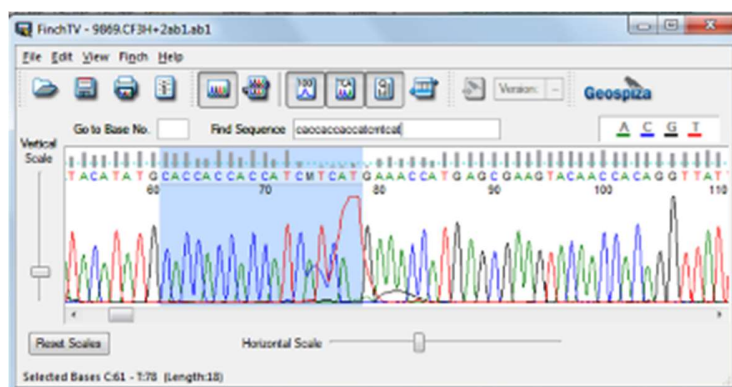 FinchTV - 9869.CF3H+2ab1.ab1
File Edit View Finch Help
Version: Geospiza
Go to Base No. Find Sequence caccaccaccatcmtcat A C G T
Vertical Scale
TACATATGCACCACCACCATCMTCATGAAACCATGAGCGAAGTACAACCACAGGTTAT
60 70 80 90 100 110
Reset Scales Horizontal Scale
Selected Bases C:61 - T:78 (Length:18)